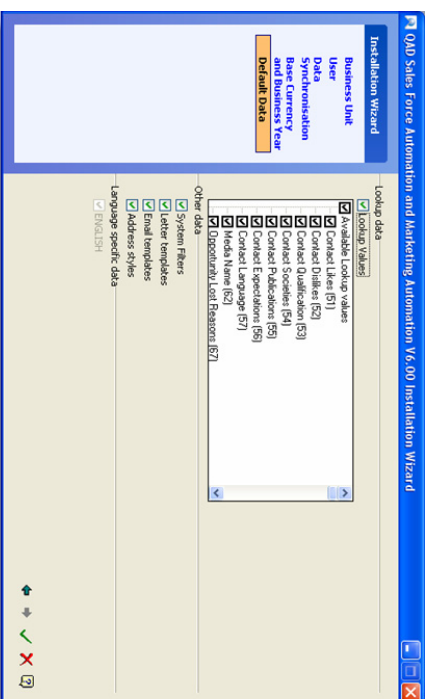 QAD Sales Force Automation and Marketing Automation V6.00 Installation Wizard
Installation Wizard
Business Unit
User
Data
Synchronisation
Base Currency
and Business Year
Default Data
Lookup data
Lookup Values
Available Lookup values
Contact Likes (51)
Contact Dislikes (52)
Contact Qualification (53)
Contact Societies (54)
Contact Publications (55)
Contact Expectations (56)
Contact Language (57)
Media Name (62)
Opportunity Lost Reasons (67)
Other data
System Filters
Letter templates
Email templates
Address styles
Language specific data
ENGLISH